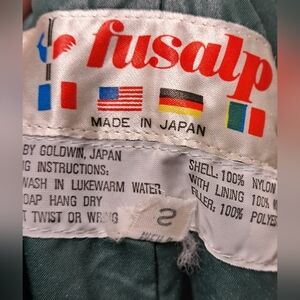 fusalp
MADE IN JAPAN
BY GOLDWIN, JAPAN
G INSTRUCTIONS:
WASH IN LUKEWARM WATER
OAP HANG DRY
T TWIST OR WRING
S
SHELL: 100% NYLON
WITH LINING 100%
FILLER: 100% POLYES